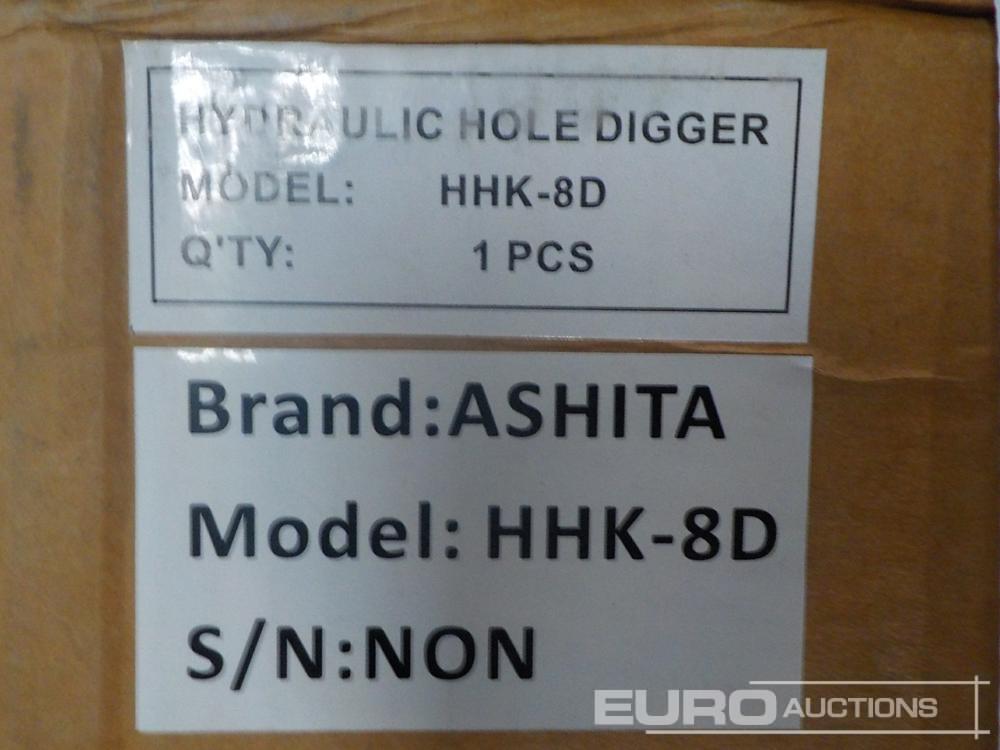 HYDRAULIC HOLE DIGGER
MODEL: HHK-8D
Q'TY: 1 PCS
Brand:ASHITA
Model: HHK-8D
S/N:NON
EURO AUCTIONS